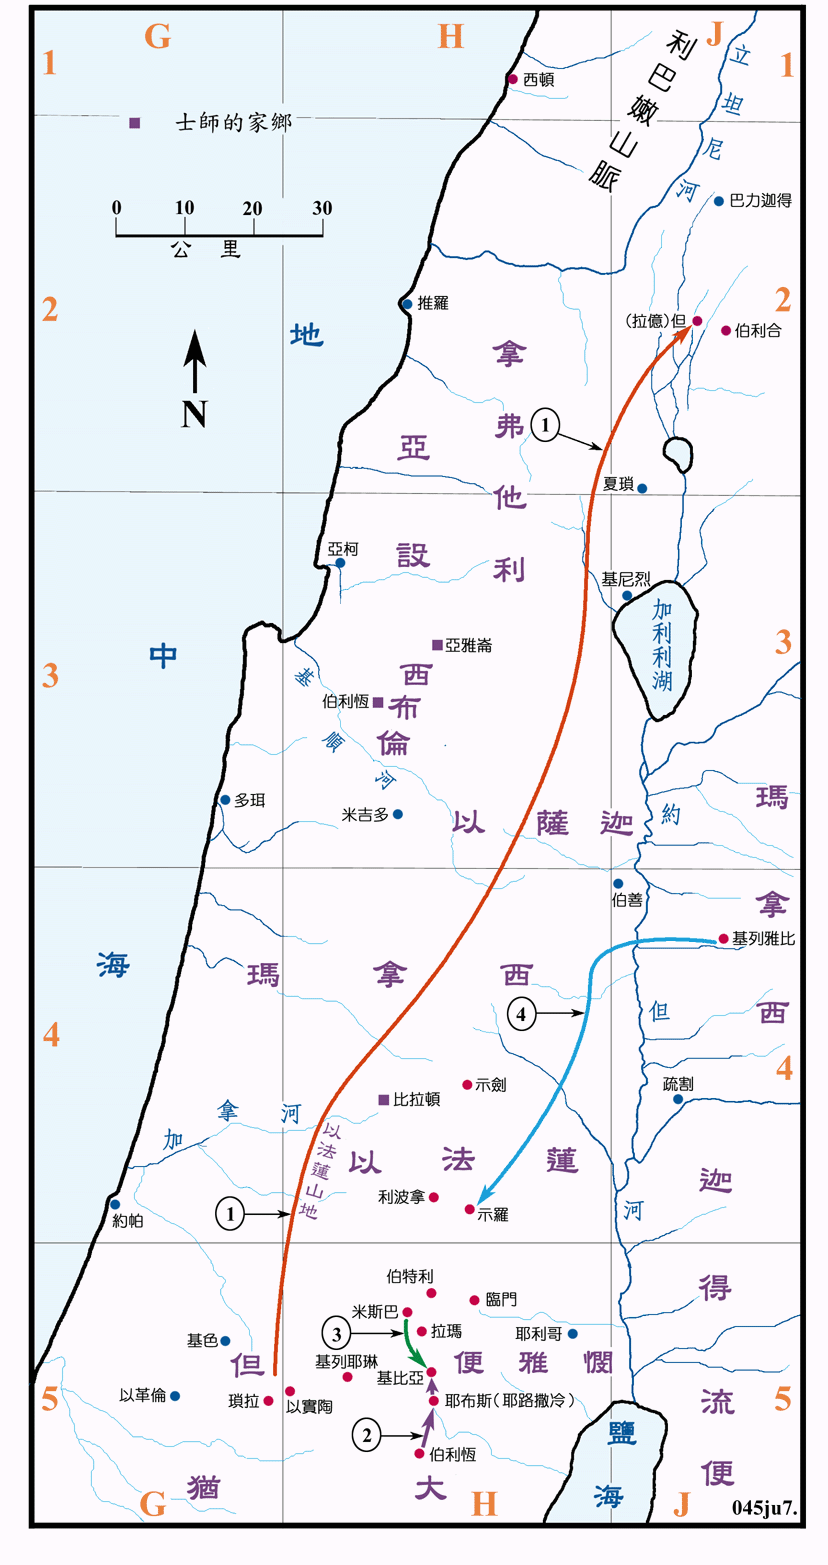 G
H
J
1
1
西頓
利巴嫩山脈
立坦尼河
士師的家鄉
巴力迦得
0 10 20 30
公里
2
2
推羅
(拉億)但
伯利合
地
N
拿弗他利
亞設
1
夏瑣
亞柯
基尼烈
加利利湖
3
3
中
亞雅崙
西布倫
伯利恆
基順河
多珥
米吉多
以薩迦
約
瑪拿西
伯善
基列雅比
海
瑪拿西
4
但
4
4
示劍
比拉頓
疏割
加拿河
以法蓮山地
以法蓮
迦得
利波拿
示羅
約帕
1
河
伯特利
臨門
米斯巴
3
拉瑪
耶利哥
基色
但
基列耶琳
便雅憫
基比亞
5
5
以革倫
瑣拉
以實陶
耶布斯(耶路撒冷)
流便
2
伯利恆
鹽海
猶大
G
H
J
045ju7.